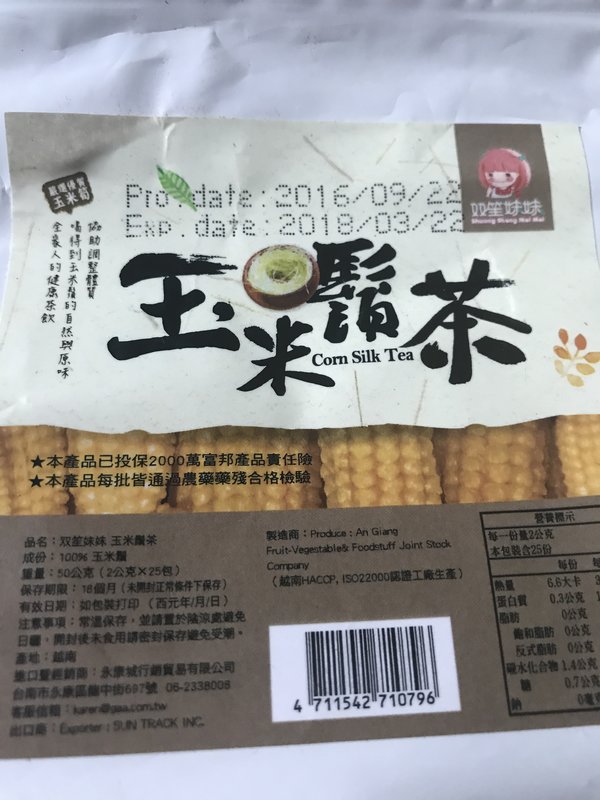 双笙妹妹
Shuang Sheng Mei Mei
嚴選構素
玉米筍
Pro.date:2016/09/22
Exp.date:2018/03/22
協助調整體質
喝得到玉米鬚的自然與原味
全家人的健康茶飲
玉米鬚茶
Corn Silk Tea
★本產品已投保2000萬富邦產品責任險
★本產品每批皆通過農藥藥殘合格檢驗
品名：双笙妹妹 玉米鬚茶
成份：100% 玉米鬚
重量：50公克（2公克×25包）
保存期限：18個月（未開封正常條件下保存）
有效日期：如包裝打印（西元年/月/日）
注意事項：常溫保存，並請置於陰涼處避免
日曬，開封後未食用請密封保存避免受潮。
產地：越南
進口暨經銷商：永康城行銷貿易有限公司
台南市永康區龍中街697號 06-2338008
客服信箱：karen@gaa.com.tw
出口商：Exporter：SUN TRACK INC.
製造商：Produce：An Giang
Fruit-Vegestable& Foodstuff Joint Stock
Company
（越南HACCP, ISO22000認證工廠生產）
4 711542 710796
營養標示
每一份量2公克
本包裝含25份
每份
熱量 6.6大卡
蛋白質 0.3公克
脂肪 0公克
飽和脂肪 0公克
反式脂肪 0公克
碳水化合物 1.4公克
糖 0.7公克
鈉 0毫克